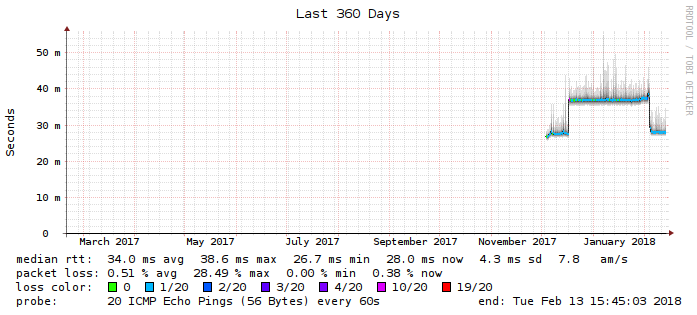 Last 360 Days
RRDTOOL / TOBI OETIKER
Seconds
50 m
40 m
30 m
20 m
10 m
0
March 2017 May 2017 July 2017 September 2017 November 2017 January 2018
median rtt: 34.0 ms avg 38.6 ms max 26.7 ms min 28.0 ms now 4.3 ms sd 7.8 am/s
packet loss: 0.51 % avg 28.49 % max 0.00 % min 0.38 % now
loss color: 0 1/20 2/20 3/20 4/20 10/20 19/20
probe: 20 ICMP Echo Pings (56 Bytes) every 60s end: Tue Feb 13 15:45:03 2018